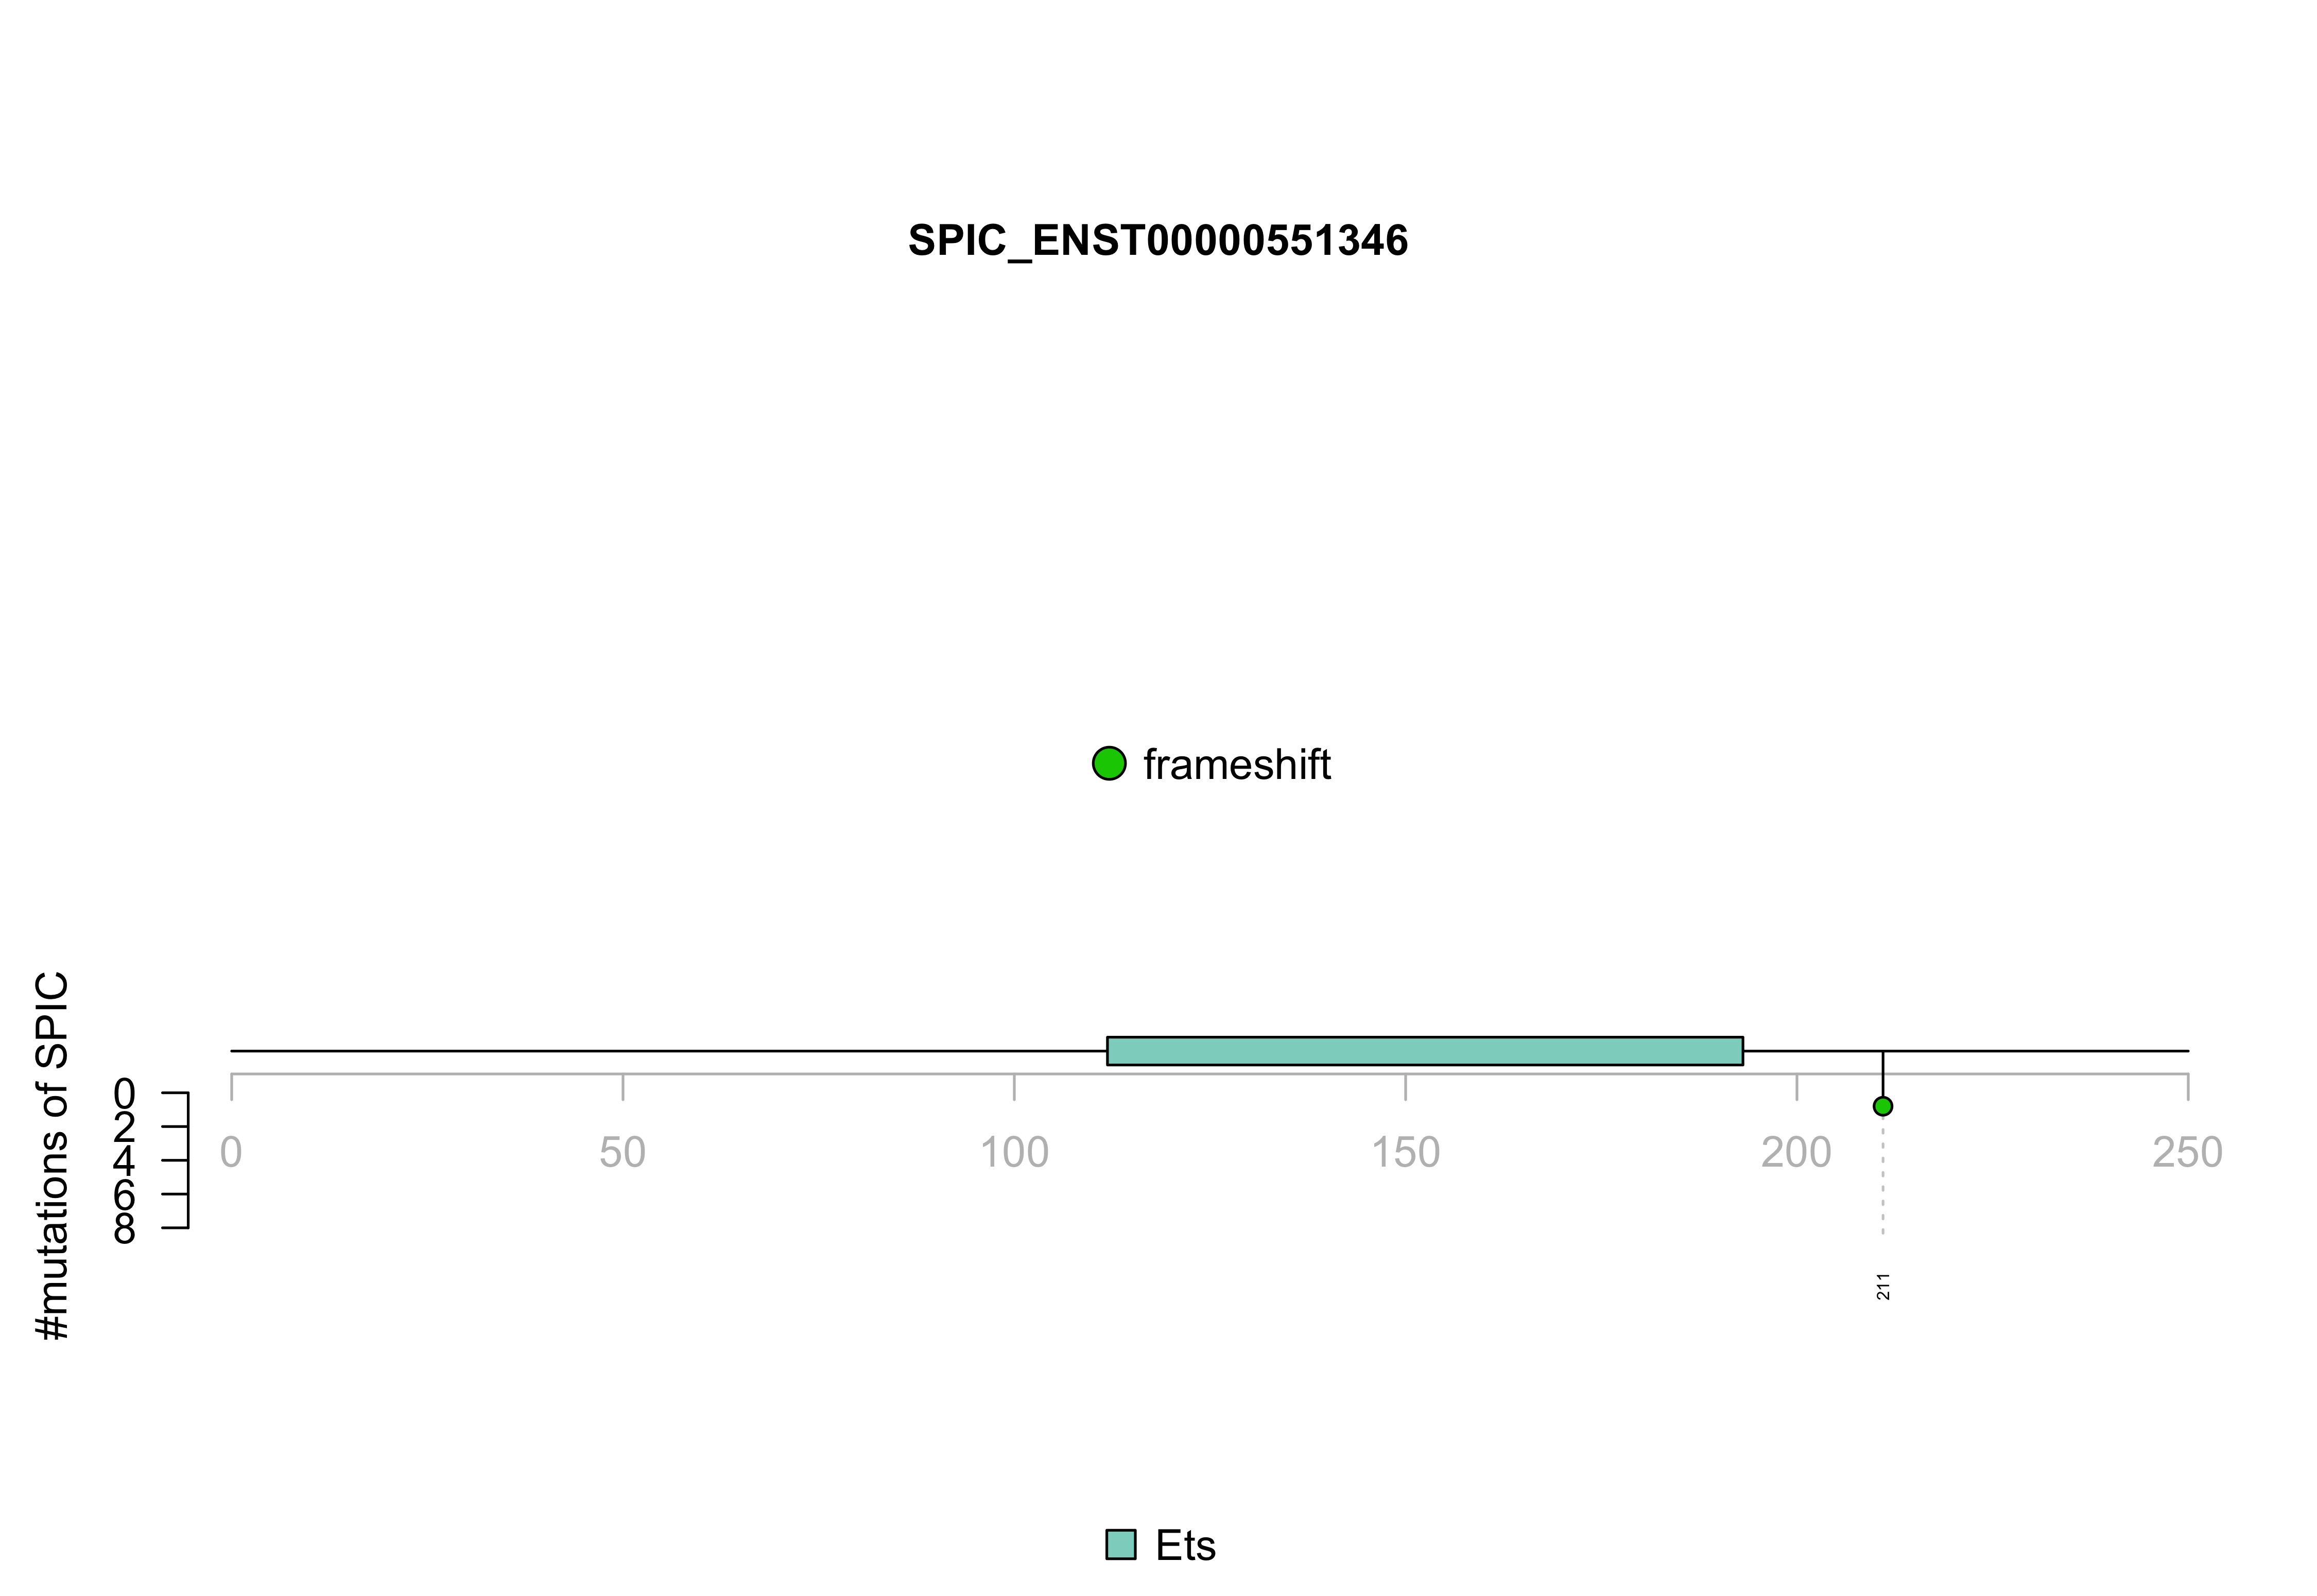 SPIC_ENST00000551346
frameshift
#mutations of SPIC
0
2
4
6
8
0 50 100 150 200 250
211
Ets